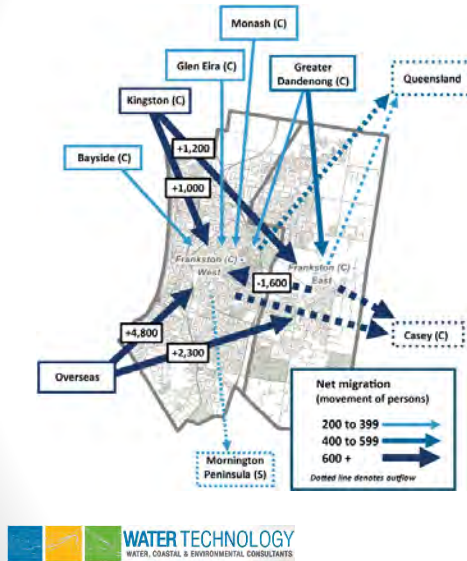 Monash (C)
Glen Eira (C)
Greater
Dandenong (C)
Queensland
Kingston (C)
+1,200
Bayside (C)
+1,000
Frankston (C) -
West
Frankston (C) -
East
-1,600
+4,800
Casey (C)
+2,300
Overseas
Net migration
(movement of persons)
200 to 399
400 to 599
600 +
Dotted line denotes outflow
Mornington
Peninsula (S)
WATER TECHNOLOGY
WATER, COASTAL & ENVIRONMENTAL CONSULTANTS